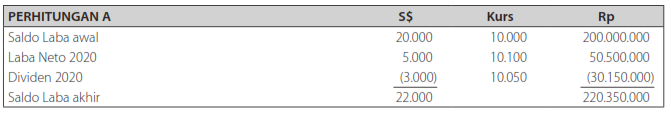 PERHITUNGAN A S$ Kurs Rp
Saldo Laba awal 20.000 10.000 200.000.000
Laba Neto 2020 5.000 10.100 50.500.000
Dividen 2020 (3.000) 10.050 (30.150.000)
Saldo Laba akhir 22.000 220.350.000